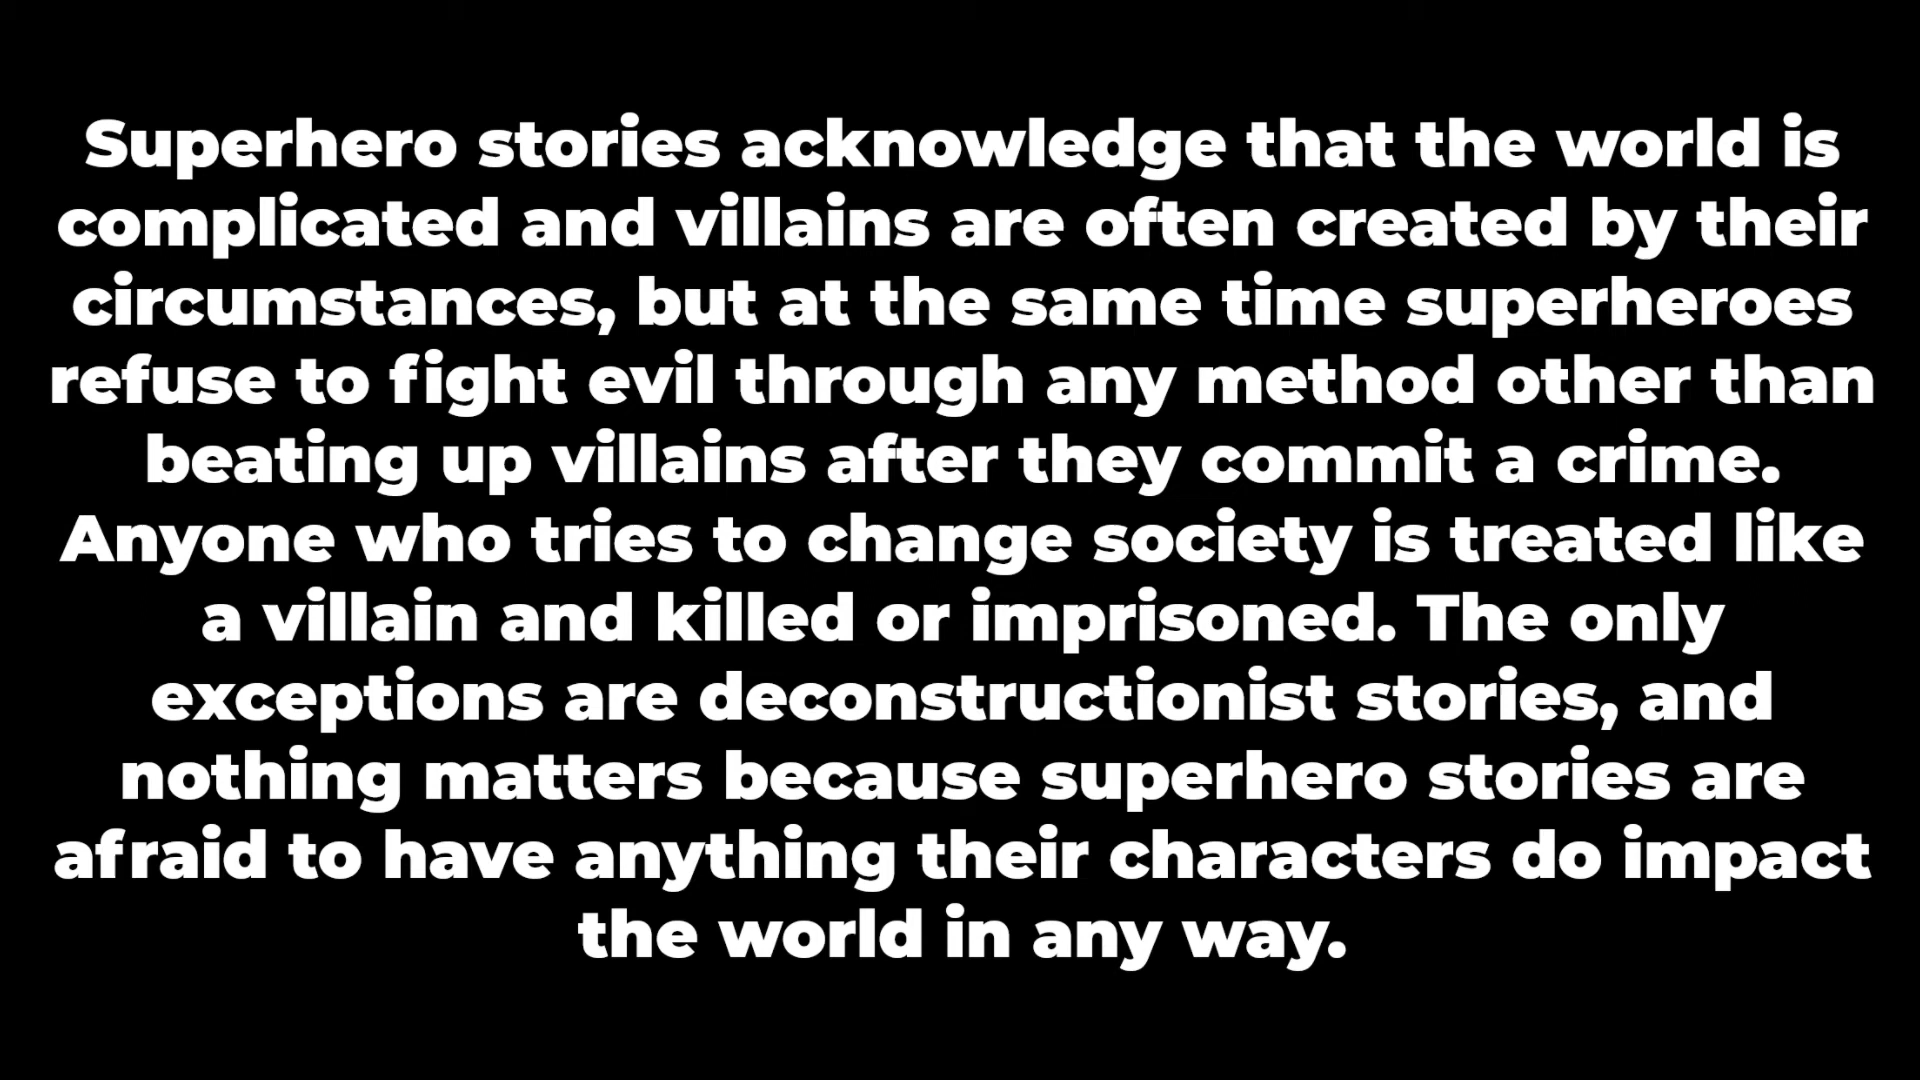 Superhero stories acknowledge that the world is
complicated and villains are often created by their
circumstances, but at the same time superheroes
refuse to fight evil through any method other than
beating up villains after they commit a crime.
Anyone who tries to change society is treated like
a villain and killed or imprisoned. The only
exceptions are deconstructionist stories, and
nothing matters because superhero stories are
afraid to have anything their characters do impact
the world in any way.